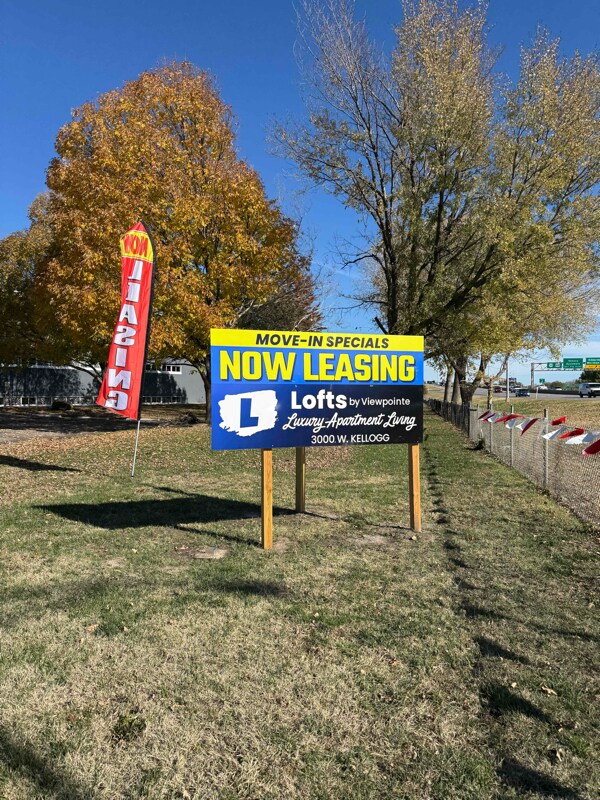 NOW
LEASING
MOVE-IN SPECIALS
NOW LEASING
L
Lofts by Viewpointe
Luxury Apartment Living
3000 W. KELLOGG